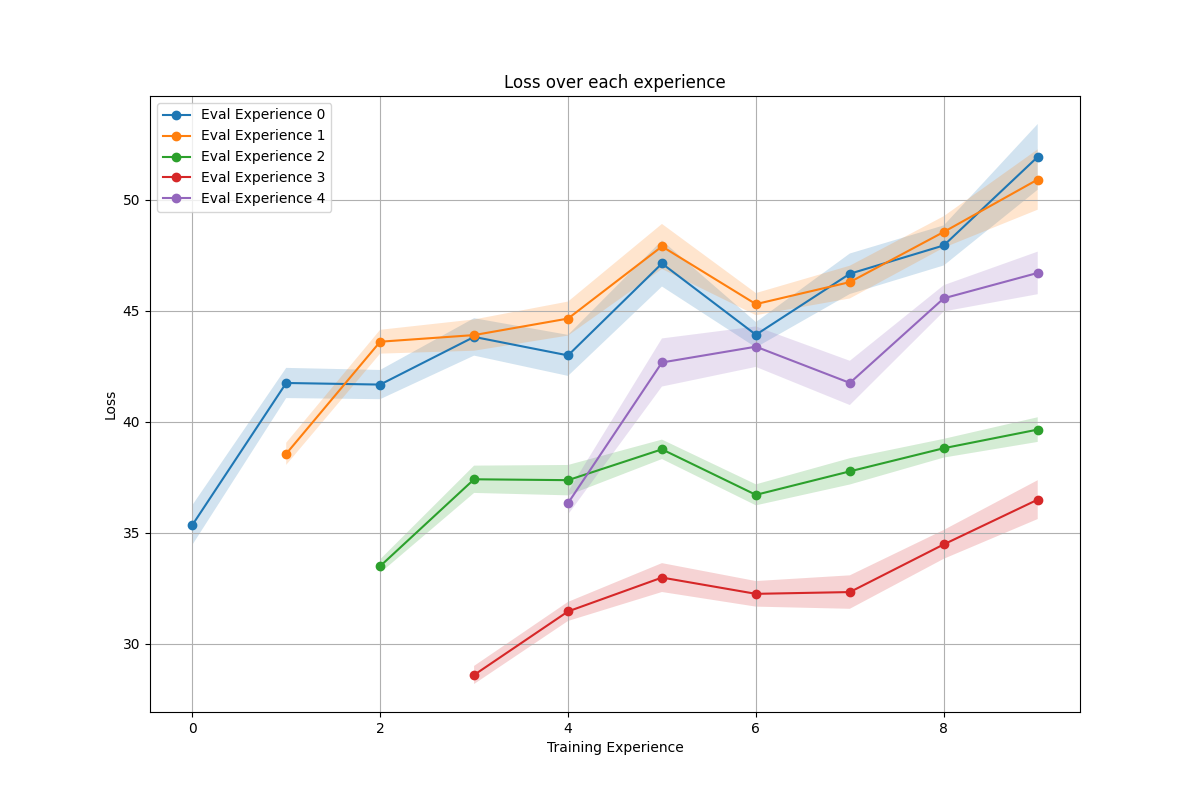 Loss over each experience
Eval Experience 0
Eval Experience 1
Eval Experience 2
Eval Experience 3
Eval Experience 4
50
45
40
35
30
Loss
0 2 4 6 8
Training Experience